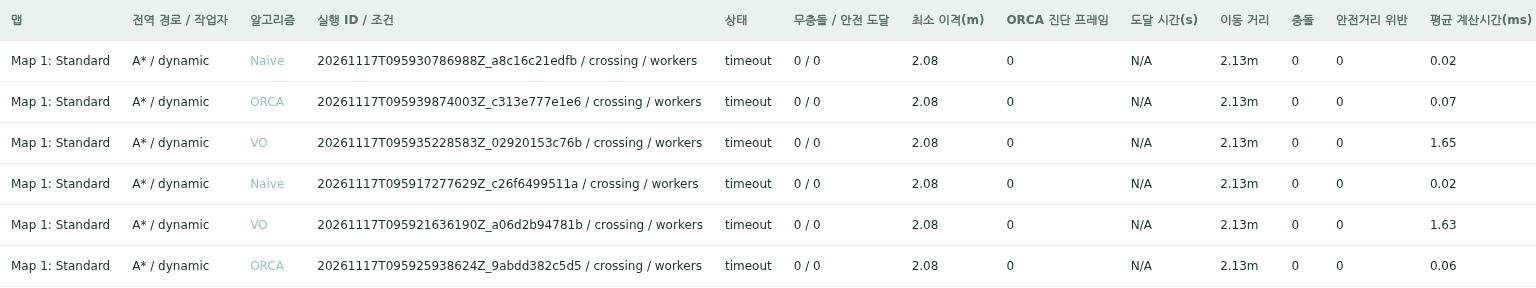 맵 전역 경로 / 작업자 알고리즘 실행 ID / 조건 상태 무충돌 / 안전 도달 최소 이격(m) ORCA 진단 프레임 도달 시간(s) 이동 거리 충돌 안전거리 위반 평균 계산시간(ms)
Map 1: Standard A* / dynamic Naive 20261117T095930786988Z_a8c16c21edfb / crossing / workers timeout 0 / 0 2.08 0 N/A 2.13m 0 0 0.02
Map 1: Standard A* / dynamic ORCA 20261117T095939874003Z_c313e777e1e6 / crossing / workers timeout 0 / 0 2.08 0 N/A 2.13m 0 0 0.07
Map 1: Standard A* / dynamic VO 20261117T095935228583Z_02920153c76b / crossing / workers timeout 0 / 0 2.08 0 N/A 2.13m 0 0 1.65
Map 1: Standard A* / dynamic Naive 20261117T095917277629Z_c26f6499511a / crossing / workers timeout 0 / 0 2.08 0 N/A 2.13m 0 0 0.02
Map 1: Standard A* / dynamic VO 20261117T095921636190Z_a06d2b94781b / crossing / workers timeout 0 / 0 2.08 0 N/A 2.13m 0 0 1.63
Map 1: Standard A* / dynamic ORCA 20261117T095925938624Z_9abdd382c5d5 / crossing / workers timeout 0 / 0 2.08 0 N/A 2.13m 0 0 0.06